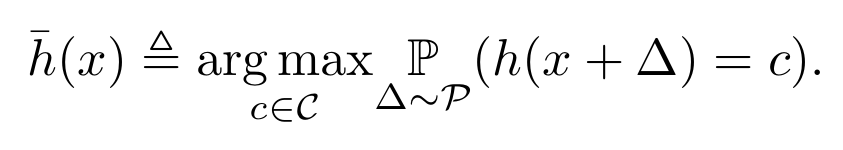 h̄(x) ≜ arg max_{c∈𝒞} ℙ_{Δ∼𝒫} (h(x + Δ) = c).